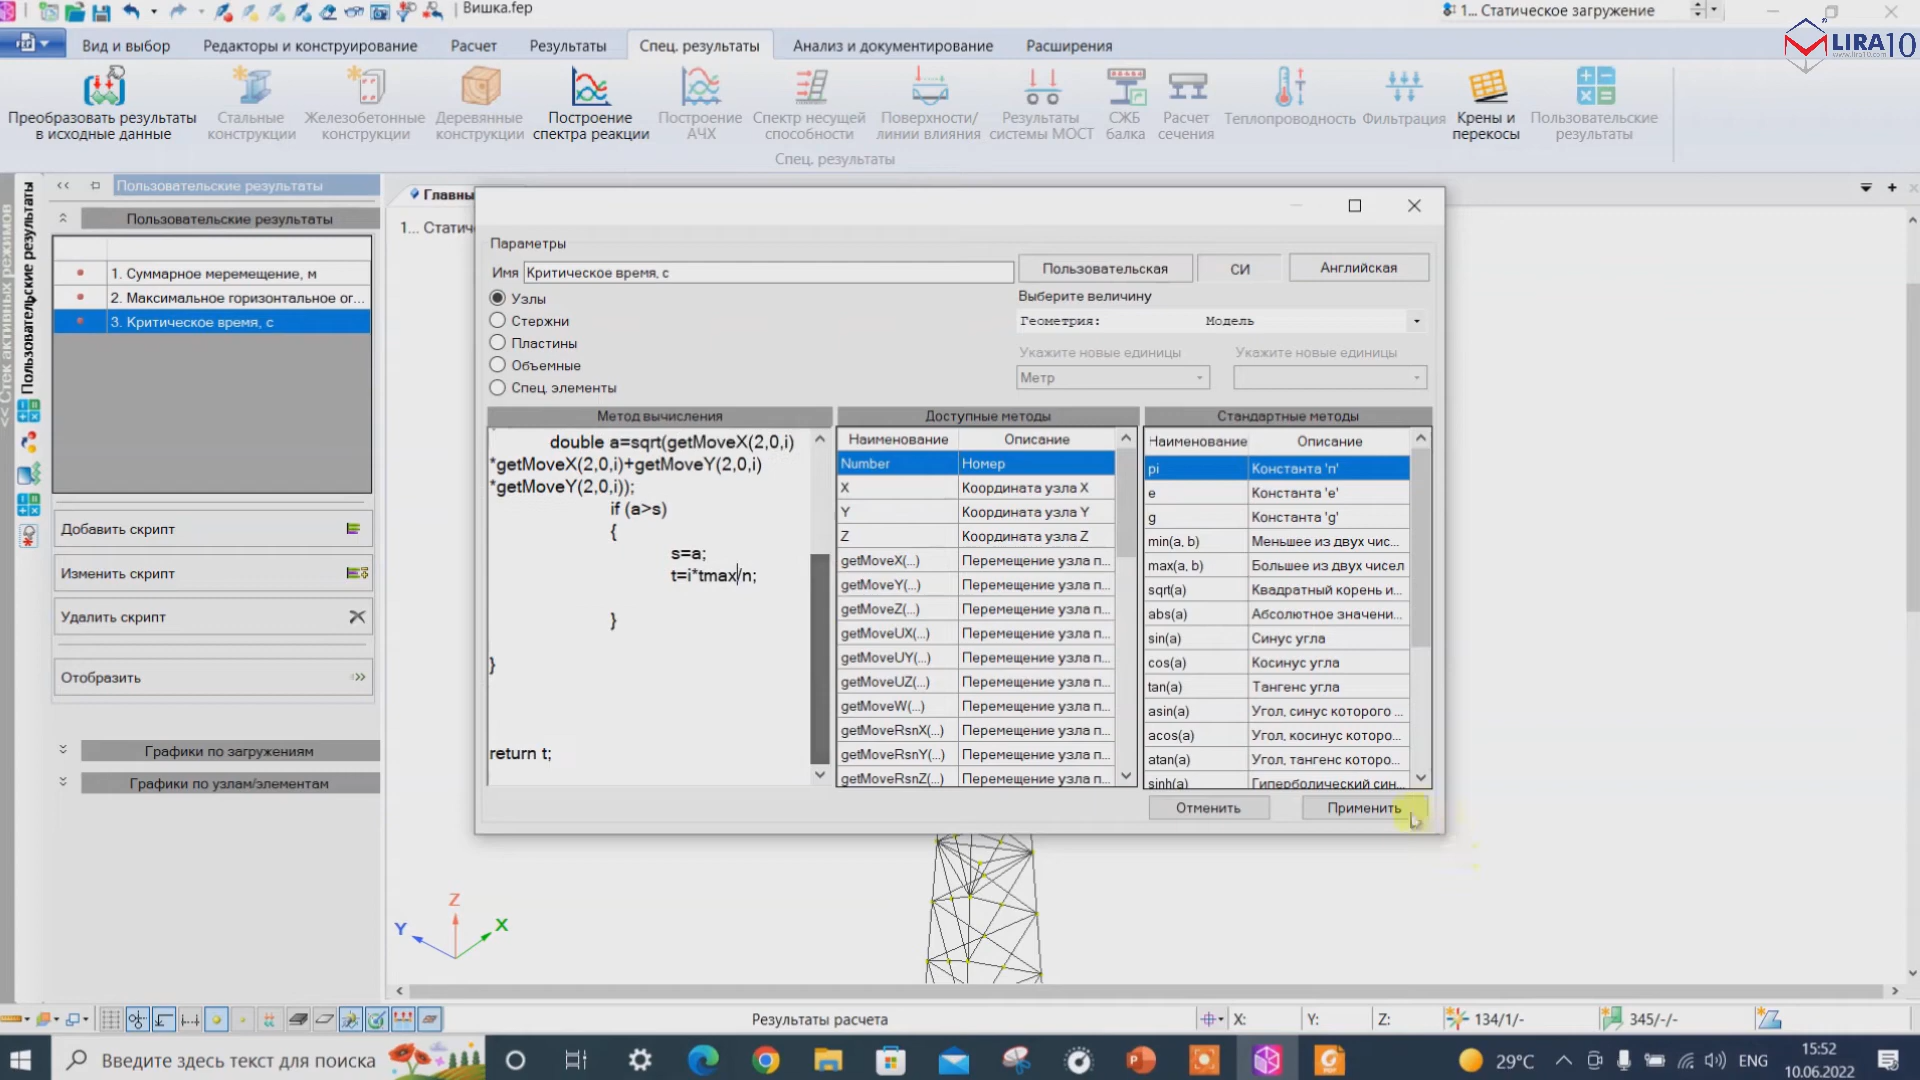 Вишка.fep
1... Статическое загружение
LIRA10
Вид и выбор
Редакторы и конструирование
Расчет
Результаты
Спец. результаты
Анализ и документирование
Расширения
Преобразовать результаты
в исходные данные
Стальные
конструкции
Железобетонные
конструкции
Деревянные
конструкции
Построение
спектра реакции
Построение
АЧХ
Спектр несущей
способности
Поверхности/
линии влияния
Результаты
системы МОСТ
СЖБ
балка
Расчет
сечения
Теплопроводность
Фильтрация
Крены и
перекосы
Пользовательские
результаты
Спец. результаты
<< Стек активных режимов
Пользовательские результаты
Пользовательские результаты
Пользовательские результаты
1. Суммарное меремещение, м
2. Максимальное горизонтальное ог...
3. Критическое время, с
Добавить скрипт
Изменить скрипт
Удалить скрипт
Отобразить
Графики по загружениям
Графики по узлам/элементам
Главны
1... Статич
Параметры
Имя
Критическое время, с
Узлы
Стержни
Пластины
Объемные
Спец. элементы
Пользовательская
СИ
Английская
Выберите величину
Геометрия:
Модель
Укажите новые единицы
Укажите новые единицы
Метр
Метод вычисления
double a=sqrt(getMoveX(2,0,i)
*getMoveX(2,0,i)+getMoveY(2,0,i)
*getMoveY(2,0,i));
if (a>s)
{
s=a;
t=i*tmax/n;
}
}
return t;
Доступные методы
Наименование
Описание
Number
Номер
X
Координата узла X
Y
Координата узла Y
Z
Координата узла Z
getMoveX(...)
Перемещение узла п...
getMoveY(...)
Перемещение узла п...
getMoveZ(...)
Перемещение узла п...
getMoveUX(...)
Перемещение узла п...
getMoveUY(...)
Перемещение узла п...
getMoveUZ(...)
Перемещение узла п...
getMoveW(...)
Перемещение узла п...
getMoveRsnX(...)
Перемещение узла п...
getMoveRsnY(...)
Перемещение узла п...
getMoveRsnZ(...)
Перемещение узла п...
Стандартные методы
Наименование
Описание
pi
Константа 'п'
e
Константа 'e'
g
Константа 'g'
min(a, b)
Меньшее из двух чисел
max(a, b)
Большее из двух чисел
sqrt(a)
Квадратный корень и...
abs(a)
Абсолютное значени...
sin(a)
Синус угла
cos(a)
Косинус угла
tan(a)
Тангенс угла
asin(a)
Угол, синус которого ...
acos(a)
Угол, косинус которо...
atan(a)
Угол, тангенс которо...
sinh(a)
Гиперболический син...
Отменить
Применить
Z
Y
X
Результаты расчета
X:
Y:
Z:
134/1/-
345/-/-
Введите здесь текст для поиска
29°C
ENG
15:52
10.06.2022